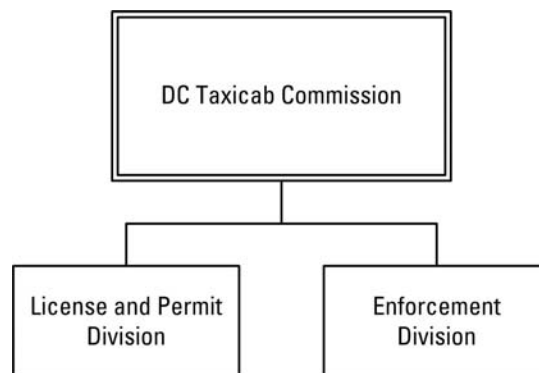 DC Taxicab Commission
License and Permit
Division
Enforcement
Division